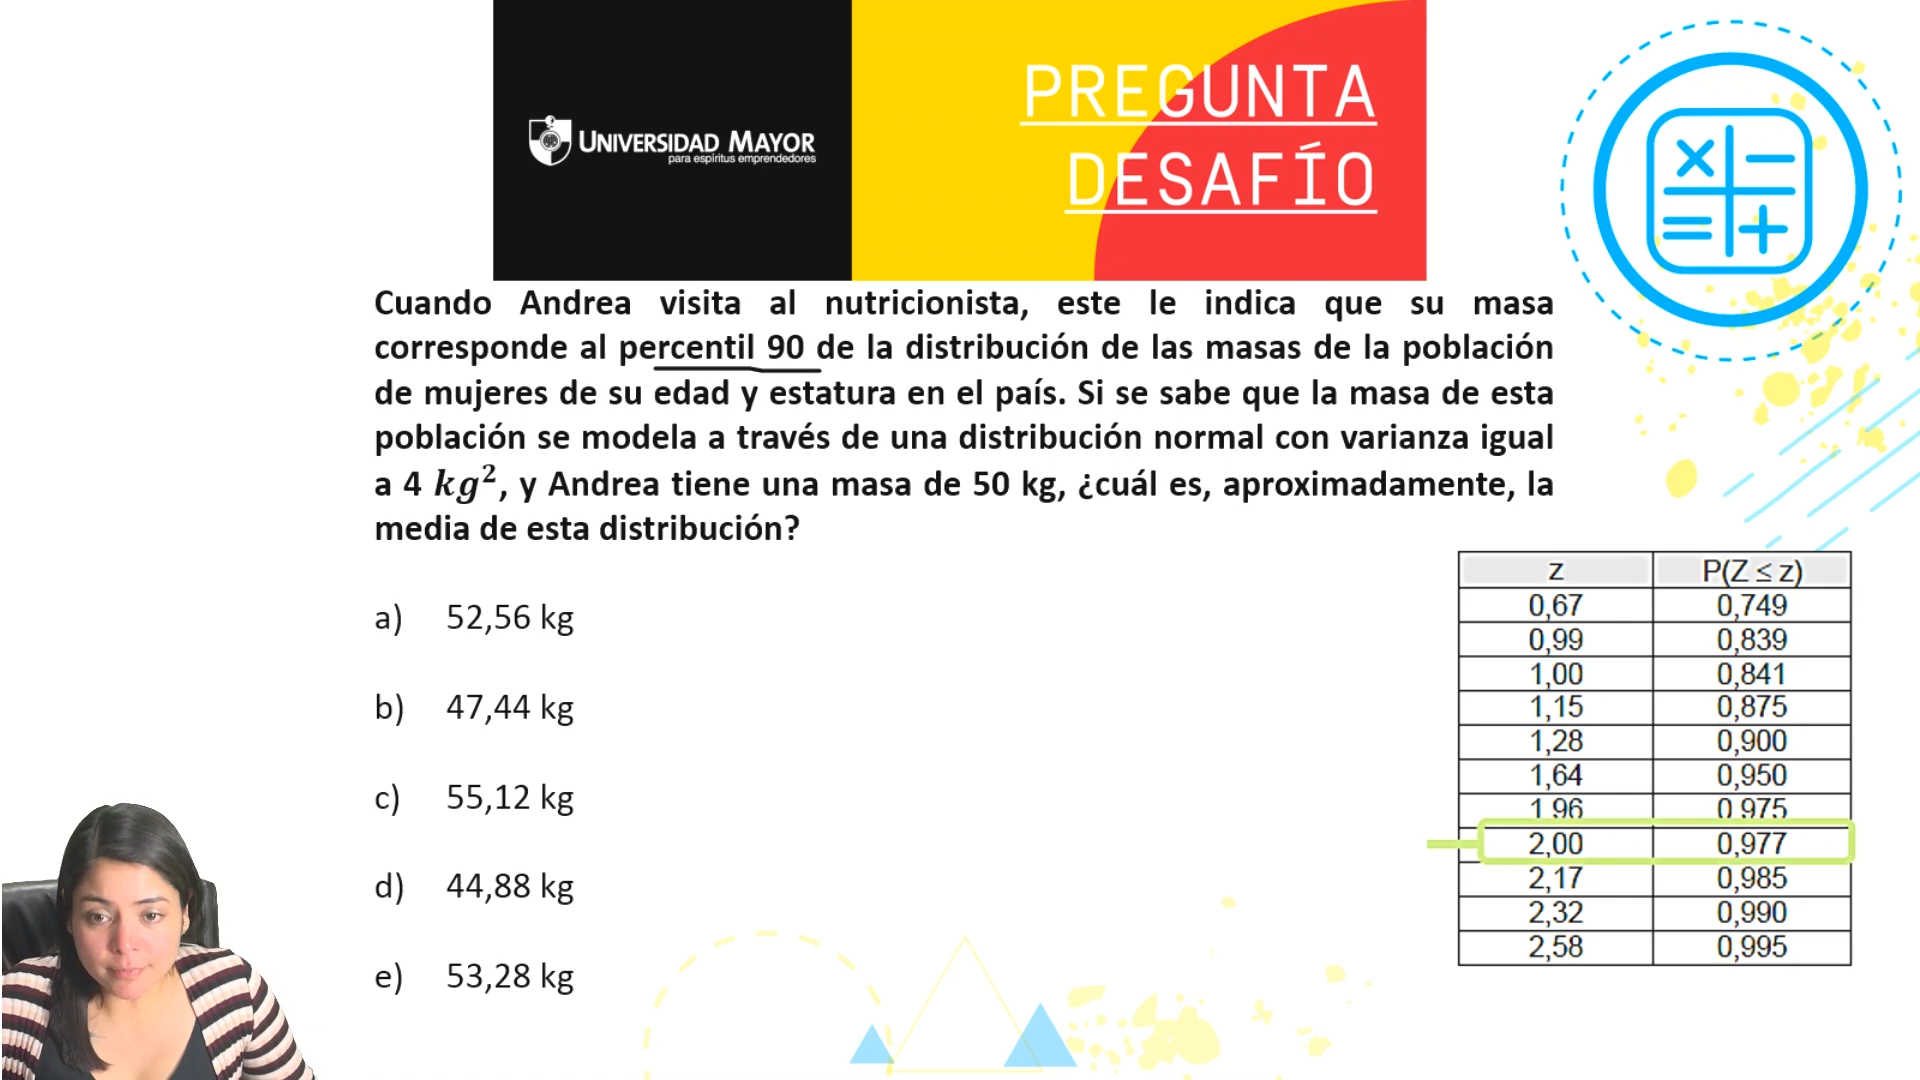 UNIVERSIDAD MAYOR
para espíritus emprendedores
PREGUNTA
DESAFÍO
Cuando Andrea visita al nutricionista, este le indica que su masa
corresponde al percentil 90 de la distribución de las masas de la población
de mujeres de su edad y estatura en el país. Si se sabe que la masa de esta
población se modela a través de una distribución normal con varianza igual
a 4 kg², y Andrea tiene una masa de 50 kg, ¿cuál es, aproximadamente, la
media de esta distribución?
a) 52,56 kg
b) 47,44 kg
c) 55,12 kg
d) 44,88 kg
e) 53,28 kg
z P(Z ≤ z)
0,67 0,749
0,99 0,839
1,00 0,841
1,15 0,875
1,28 0,900
1,64 0,950
1,96 0,975
2,00 0,977
2,17 0,985
2,32 0,990
2,58 0,995